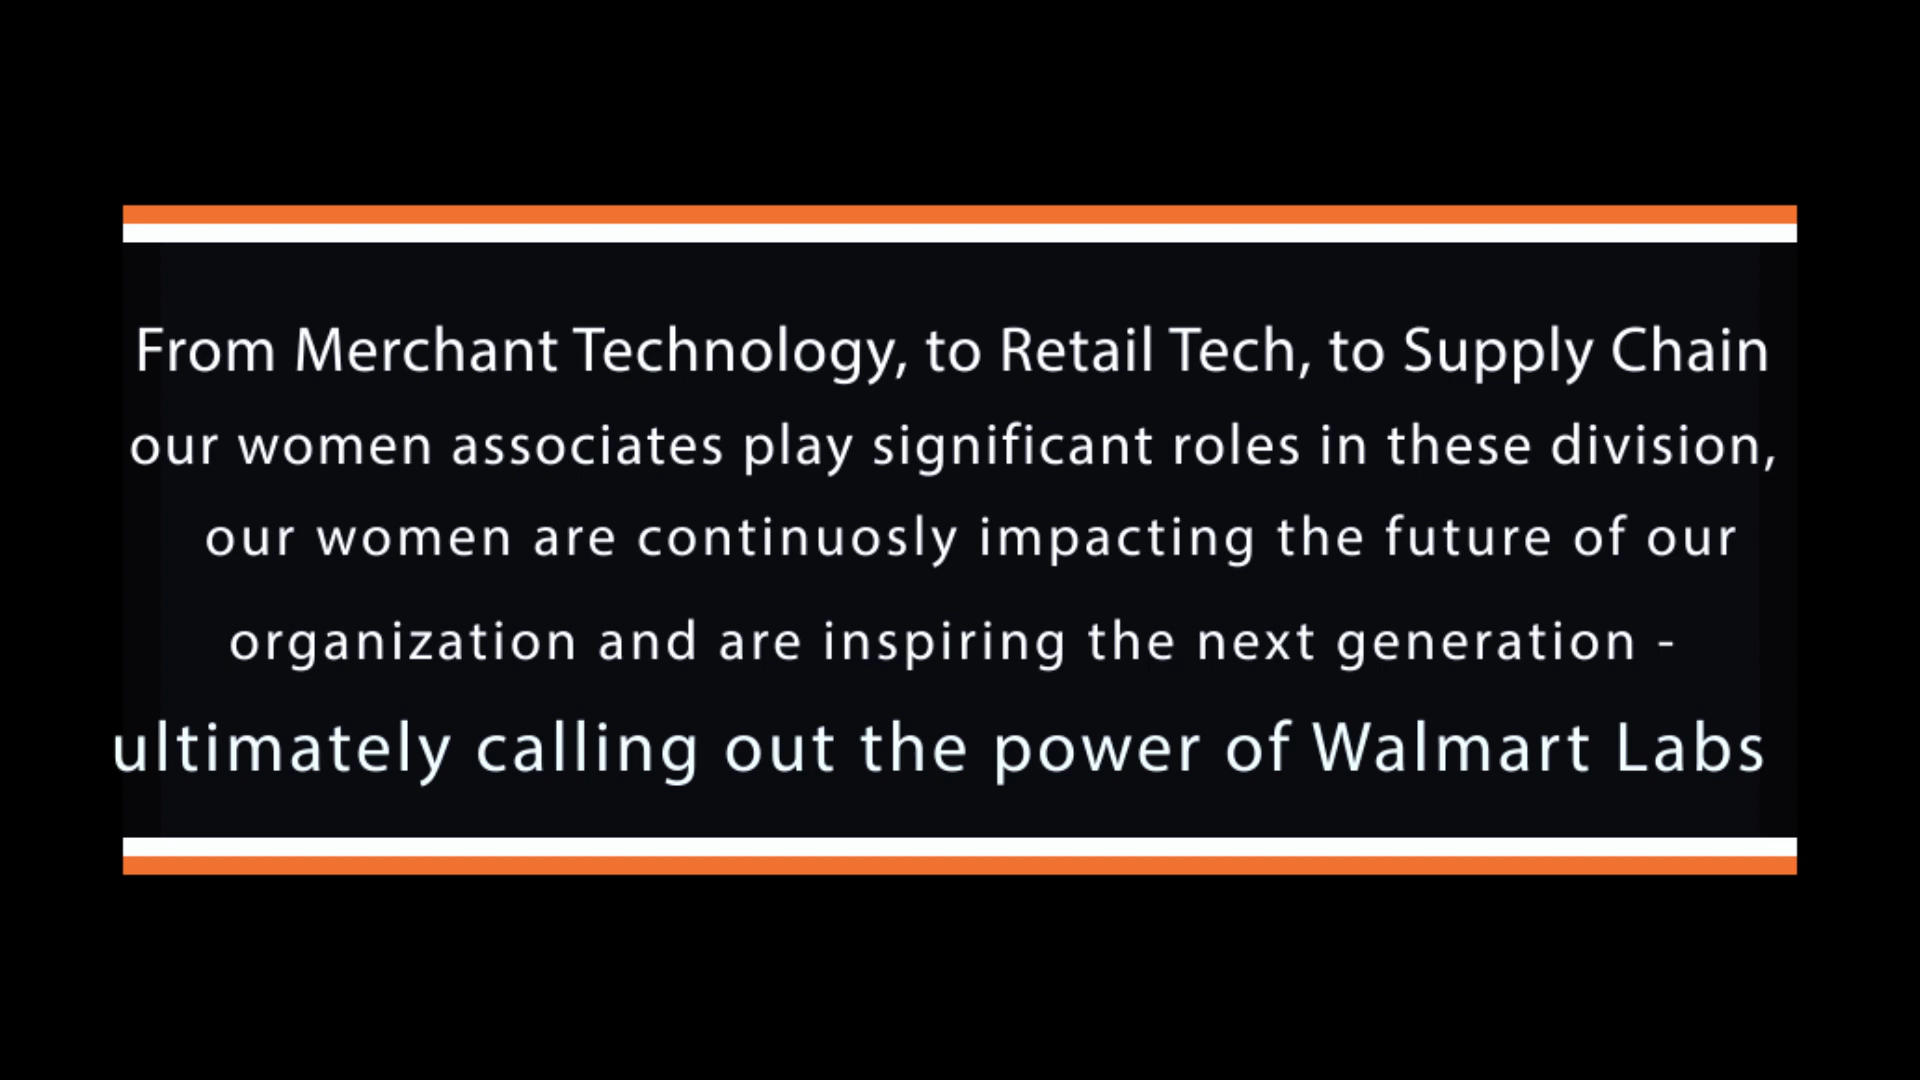 From Merchant Technology, to Retail Tech, to Supply Chain
our women associates play significant roles in these division,
our women are continuosly impacting the future of our
organization and are inspiring the next generation -
ultimately calling out the power of Walmart Labs